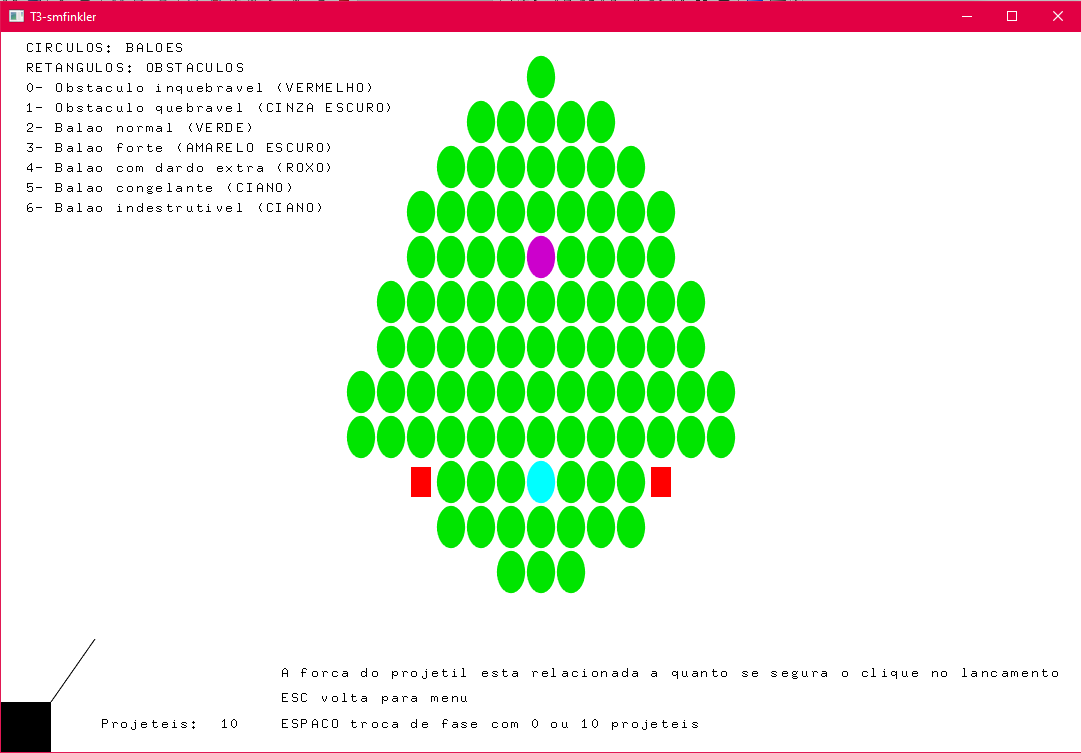 T3-smfinkler
CIRCULOS: BALOES
RETANGULOS: OBSTACULOS
0- Obstaculo inquebravel (VERMELHO)
1- Obstaculo quebravel (CINZA ESCURO)
2- Balao normal (VERDE)
3- Balao forte (AMARELO ESCURO)
4- Balao com dardo extra (ROXO)
5- Balao congelante (CIANO)
6- Balao indestrutivel (CIANO)
A forca do projetil esta relacionada a quanto se segura o clique no lancamento
ESC volta para menu
Projeteis: 10 ESPACO troca de fase com 0 ou 10 projeteis